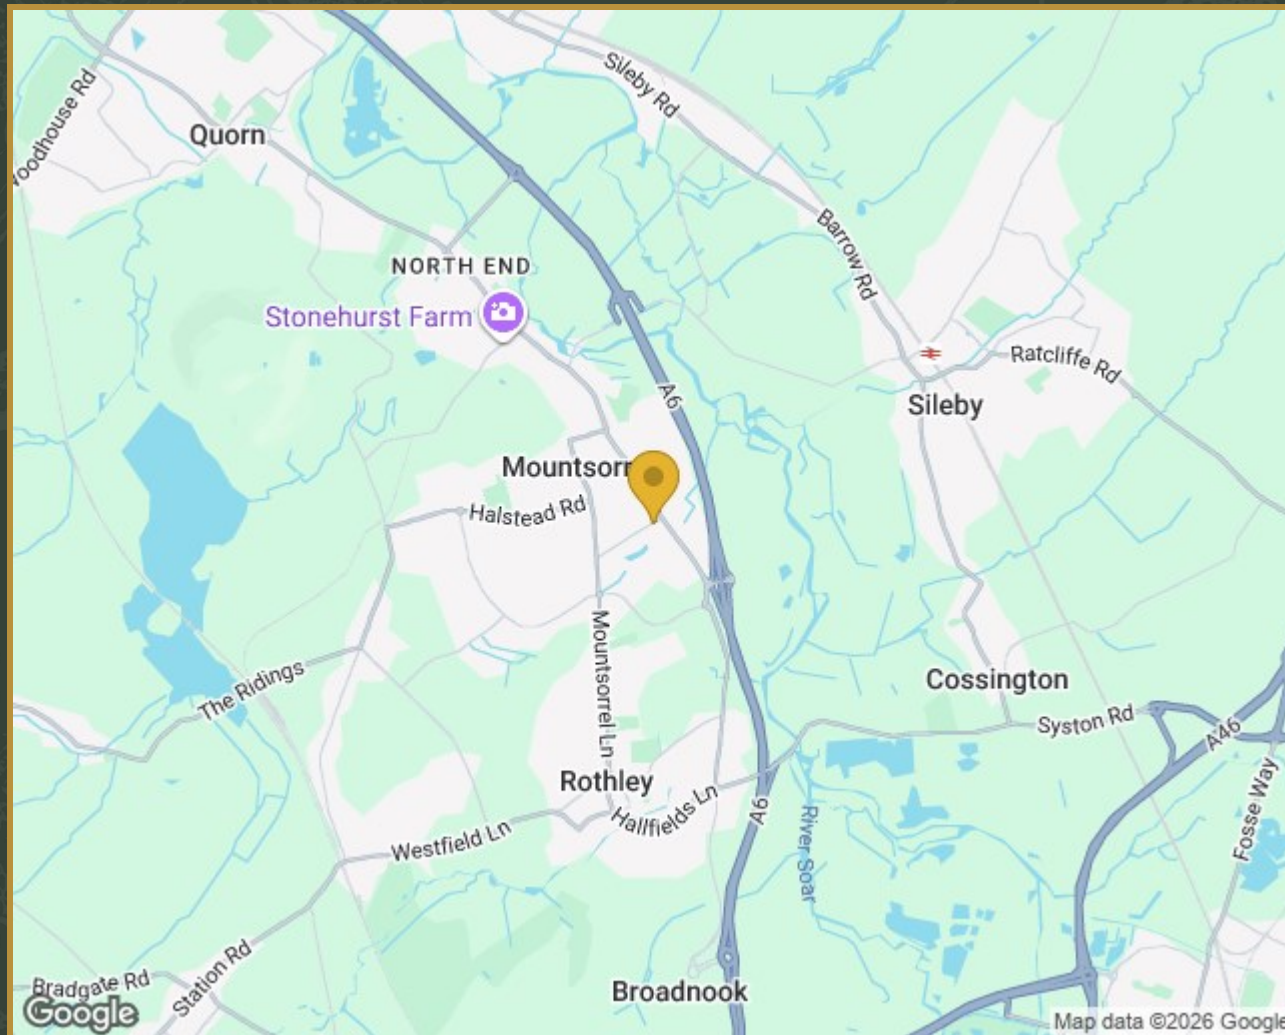 Sileby Rd
Woodhouse Rd
Quorn
Barrow Rd
NORTH END
Stonehurst Farm
Ratcliffe Rd
A6
Sileby
Mountsorr
Halstead Rd
Mountsorrel Ln
The Ridings
Cossington
Syston Rd
A46
Rothley
Hallfields Ln
A6
River Soar
Fosse Way
Westfield Ln
Station Rd
Bradgate Rd
Broadnook
Google
Map data ©2026 Google